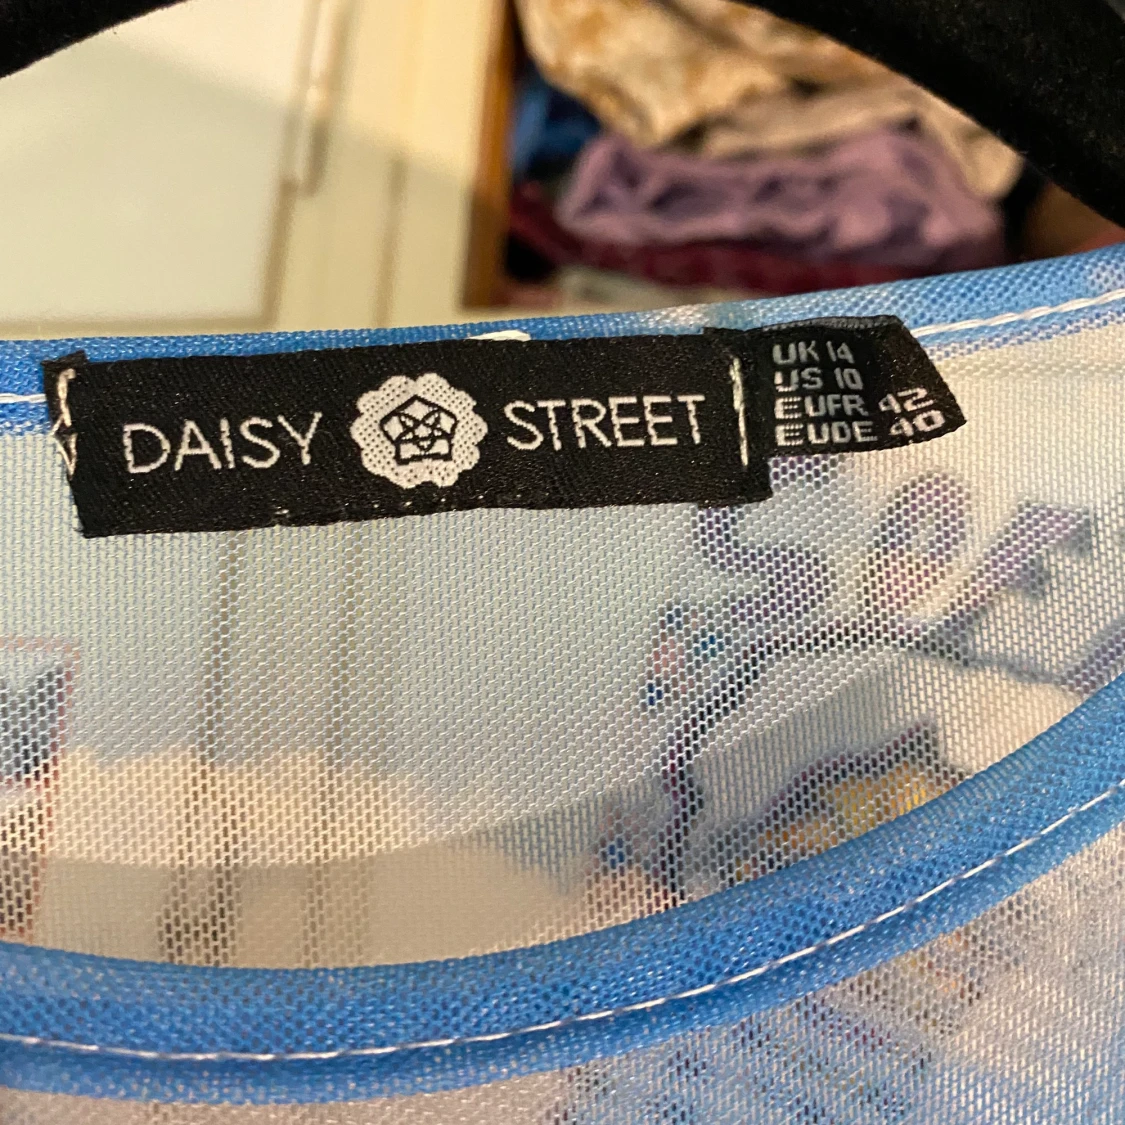 DAISY STREET
UK 14
US 10
EUFR 42
EUDE 40